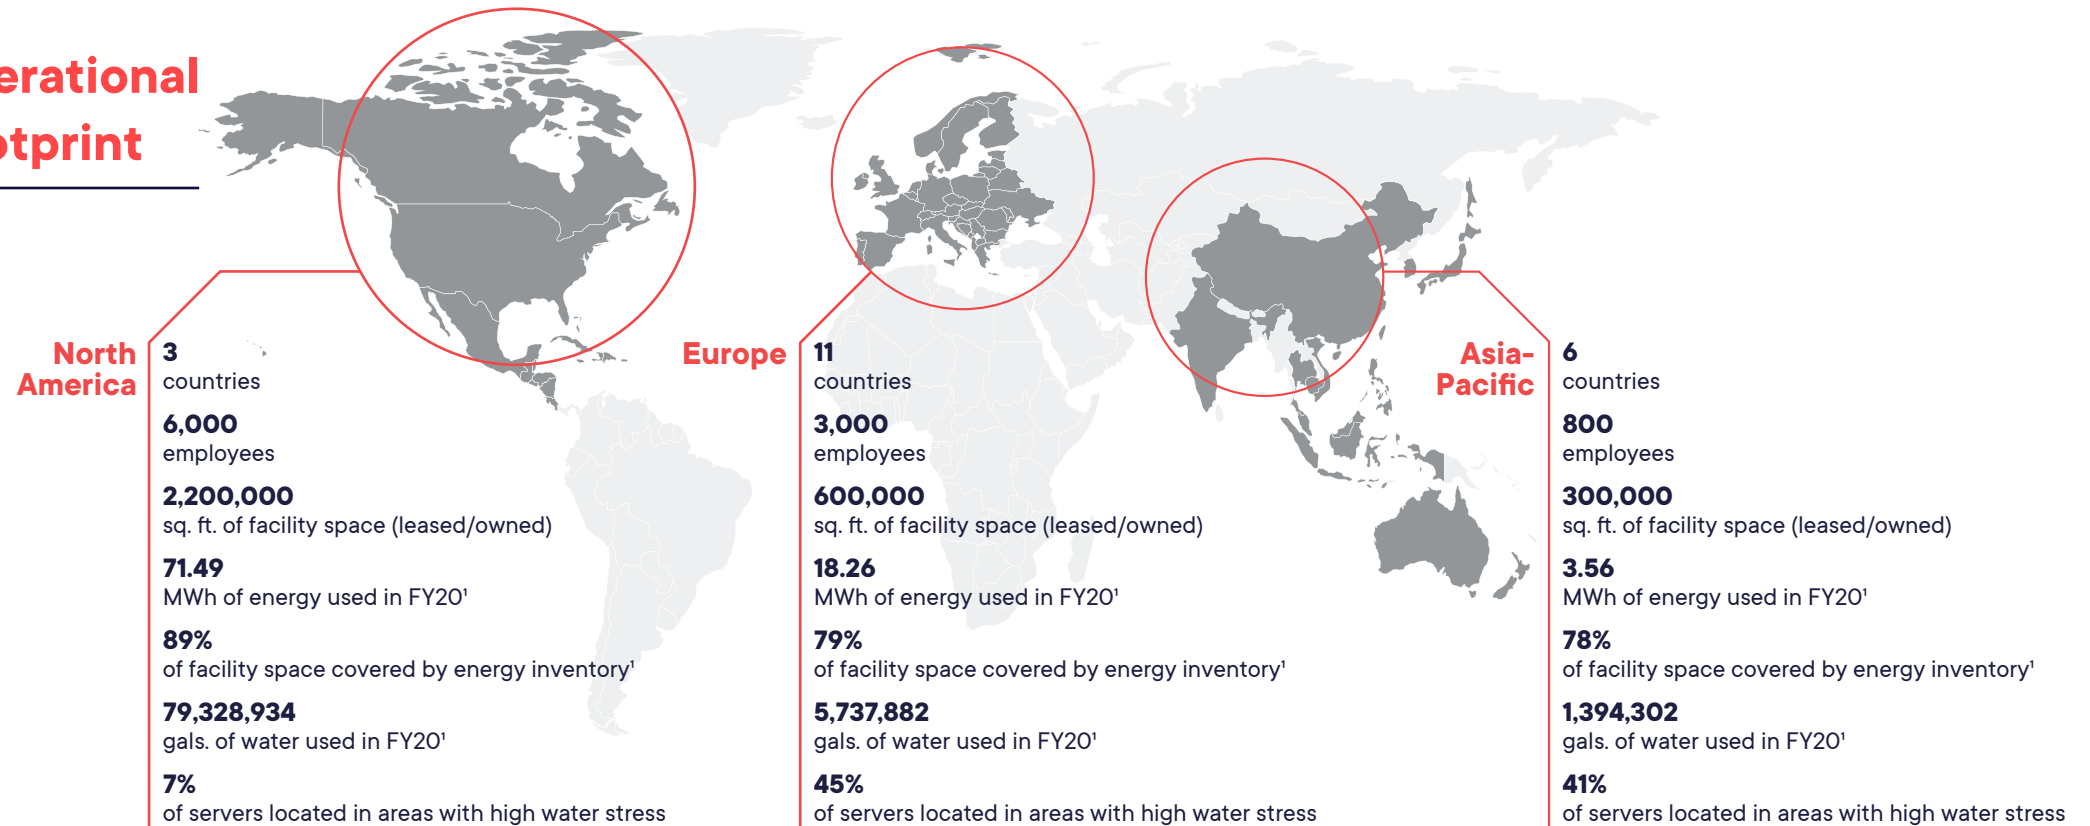 erational
otprint
North
America
3
countries
6,000
employees
2,200,000
sq. ft. of facility space (leased/owned)
71.49
MWh of energy used in FY20¹
89%
of facility space covered by energy inventory¹
79,328,934
gals. of water used in FY20¹
7%
of servers located in areas with high water stress
Europe
11
countries
3,000
employees
600,000
sq. ft. of facility space (leased/owned)
18.26
MWh of energy used in FY20¹
79%
of facility space covered by energy inventory¹
5,737,882
gals. of water used in FY20¹
45%
of servers located in areas with high water stress
Asia-
Pacific
6
countries
800
employees
300,000
sq. ft. of facility space (leased/owned)
3.56
MWh of energy used in FY20¹
78%
of facility space covered by energy inventory¹
1,394,302
gals. of water used in FY20¹
41%
of servers located in areas with high water stress